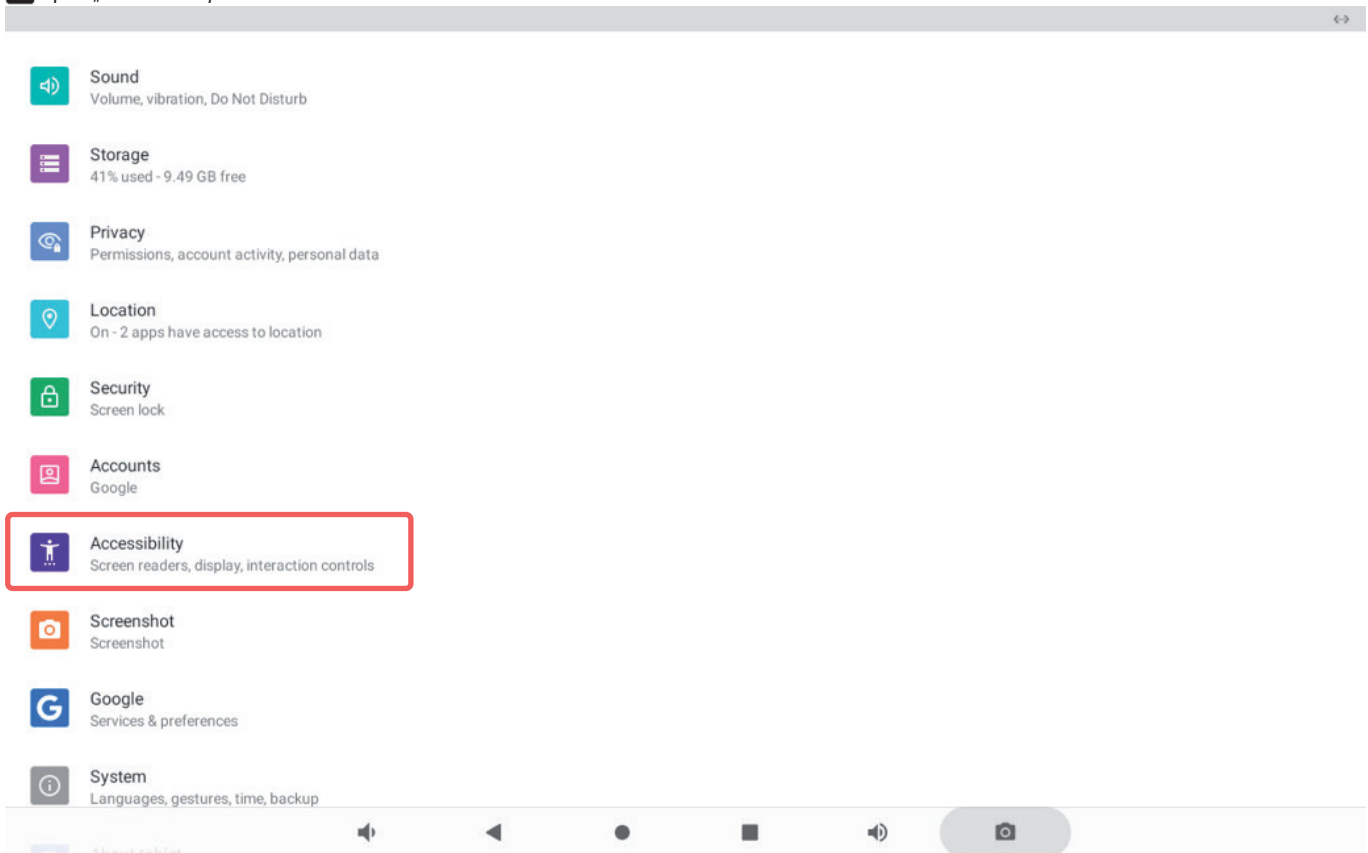 Sound
Volume, vibration, Do Not Disturb
Storage
41% used - 9.49 GB free
Privacy
Permissions, account activity, personal data
Location
On - 2 apps have access to location
Security
Screen lock
Accounts
Google
Accessibility
Screen readers, display, interaction controls
Screenshot
Screenshot
G
Google
Services & preferences
System
Languages, gestures, time, backup